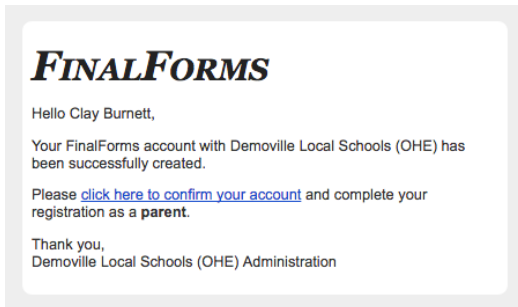 FINALFORMS
Hello Clay Burnett,
Your FinalForms account with Demoville Local Schools (OHE) has
been successfully created.
Please click here to confirm your account and complete your
registration as a parent.
Thank you,
Demoville Local Schools (OHE) Administration